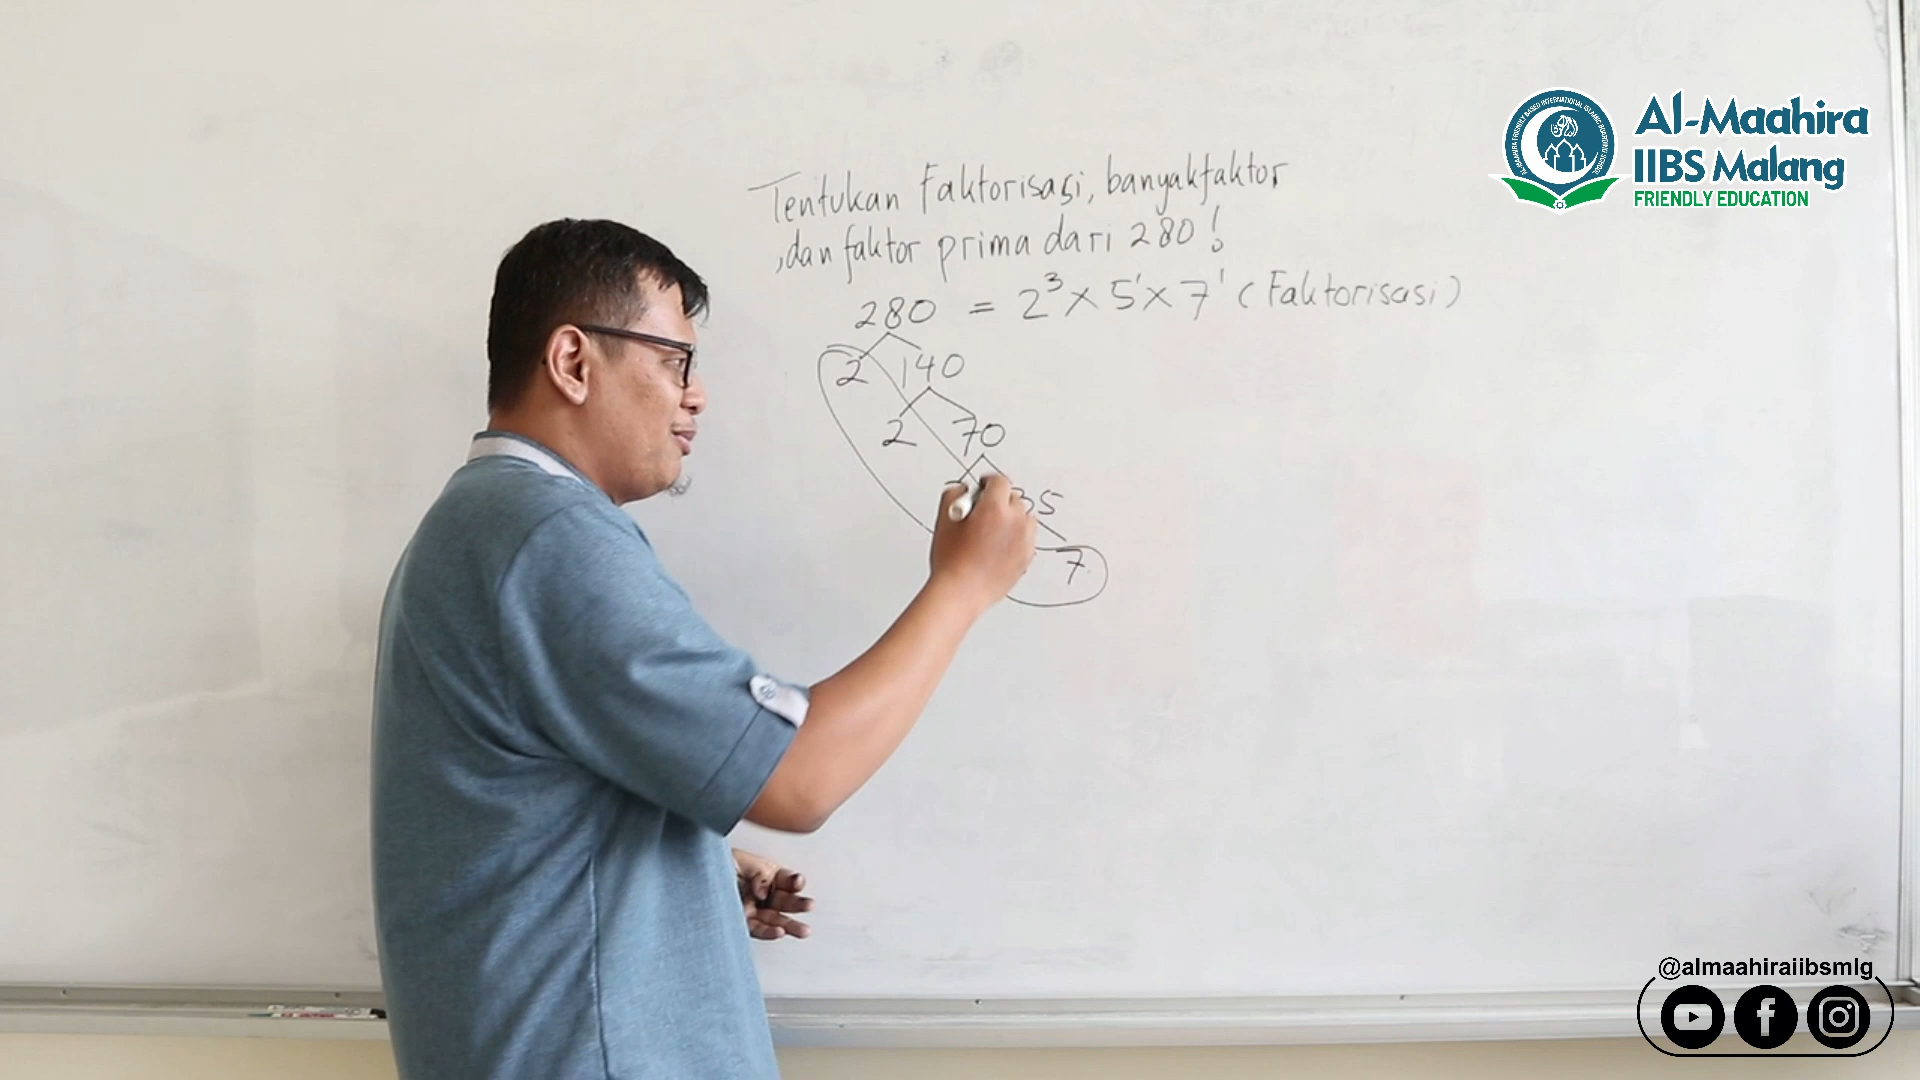 Tentukan Faktorisasi, banyakfaktor
,dan faktor prima dari 280!
280 = 2³ × 5¹ × 7¹ (Faktorisasi)
2 140
2 70
35
7
Al-Maahira
IIBS Malang
FRIENDLY EDUCATION
@almaahiraiibsmlg